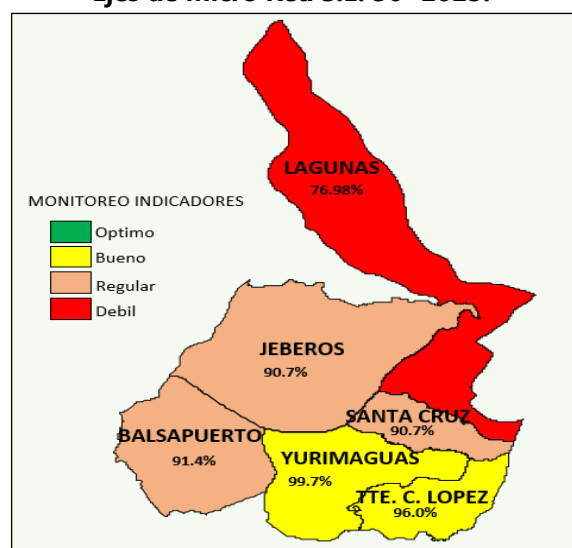 LAGUNAS
76.98%
MONITOREO INDICADORES
Optimo
Bueno
Regular
Debil
JEBEROS
90.7%
SANTA CRUZ
90.7%
BALSAPUERTO
91.4%
YURIMAGUAS
99.7%
TTE. C. LOPEZ
96.0%